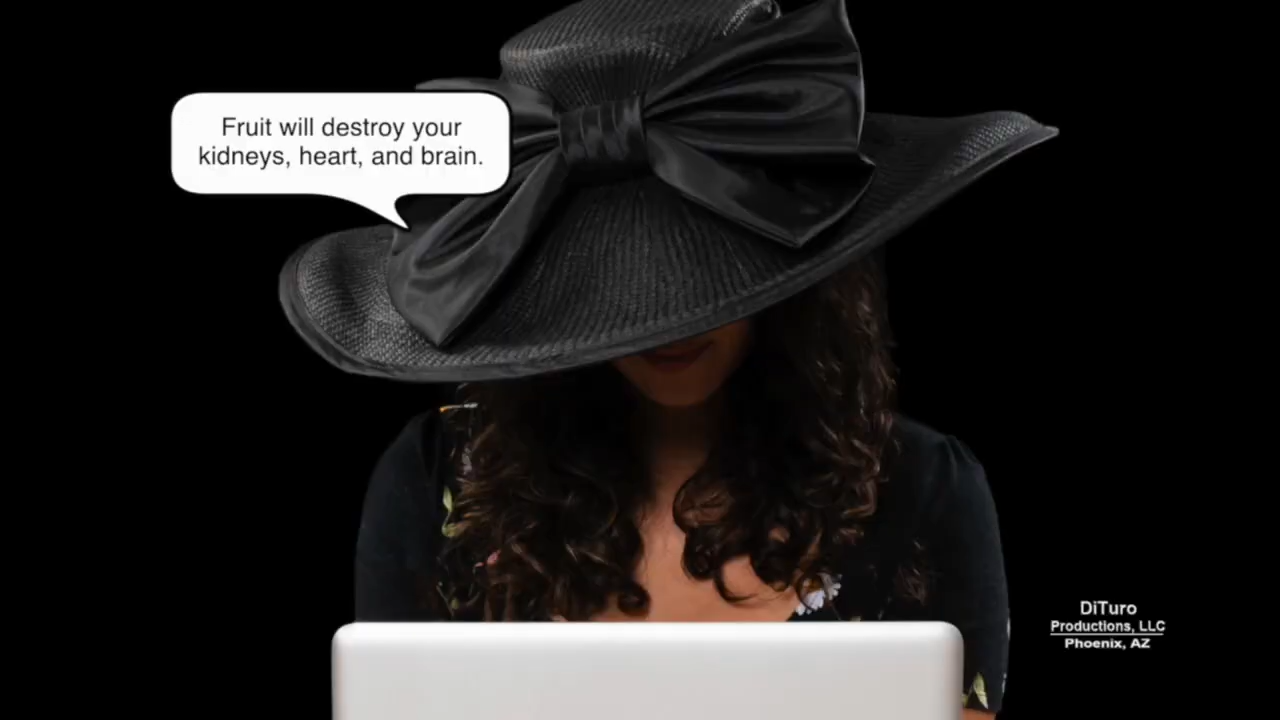 Fruit will destroy your
kidneys, heart, and brain.
DiTuro
Productions, LLC
Phoenix, AZ